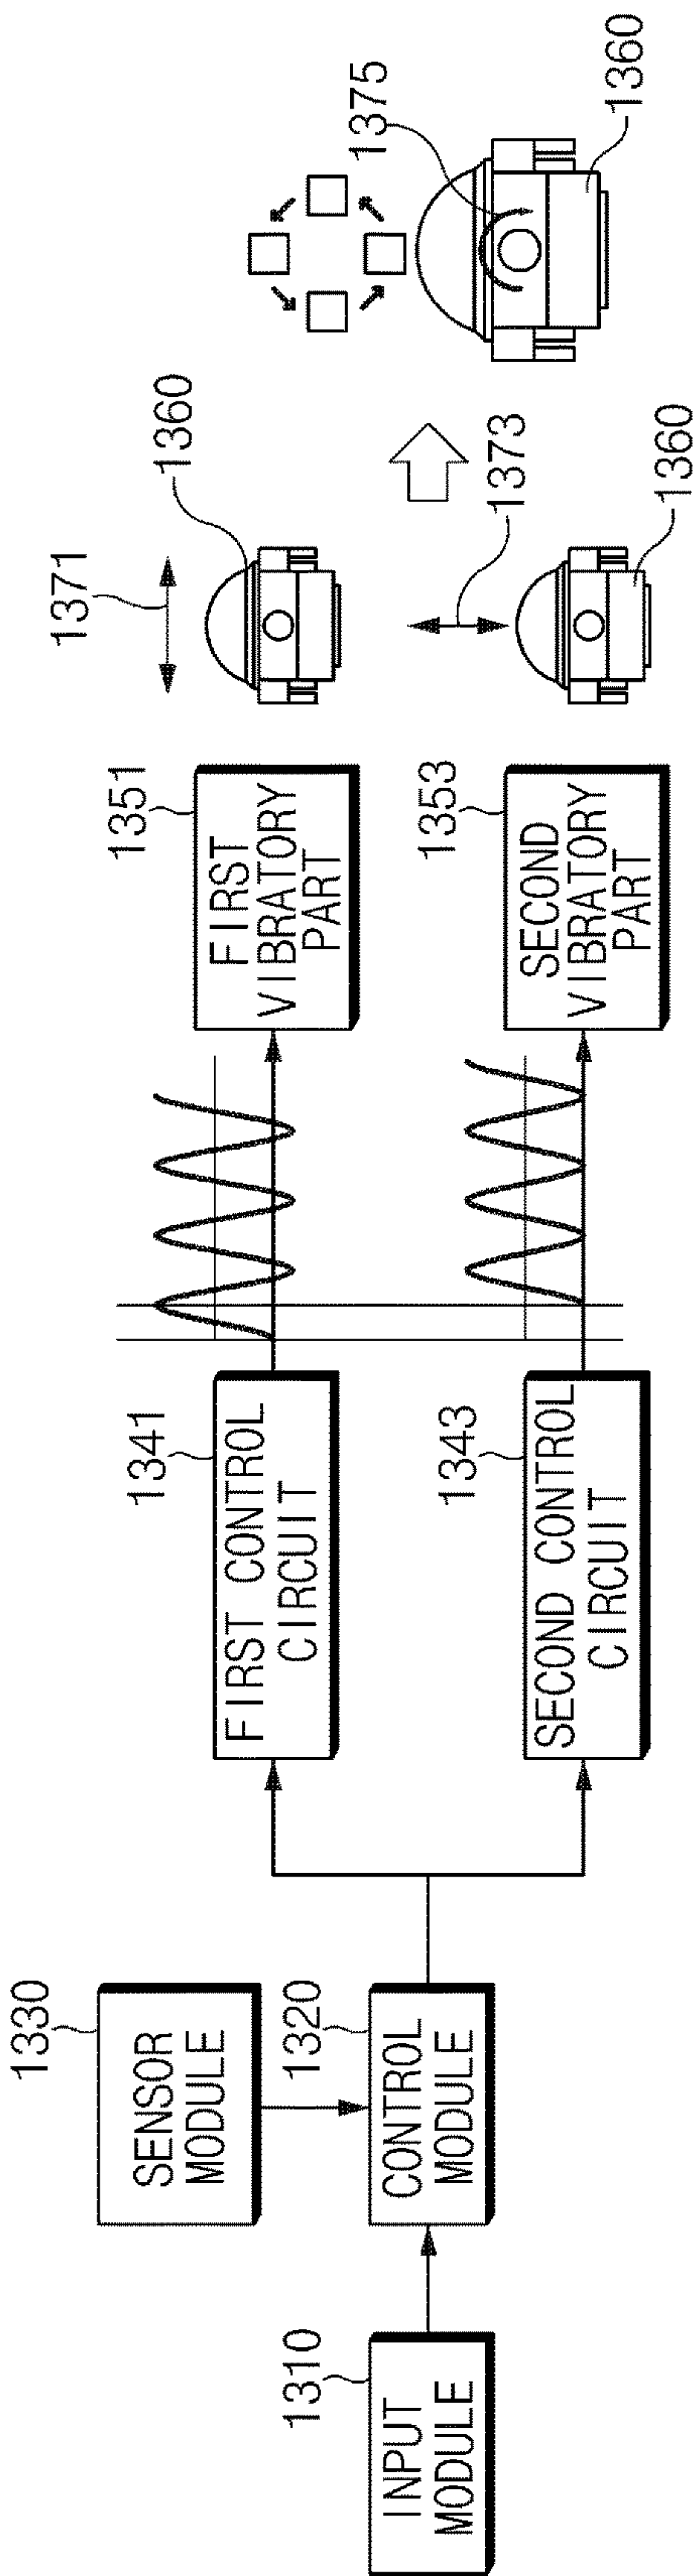 1310
INPUT
MODULE
1330
SENSOR
MODULE
1320
CONTROL
MODULE
1341
FIRST CONTROL
CIRCUIT
1343
SECOND CONTROL
CIRCUIT
1351
FIRST
VIBRATORY
PART
1353
SECOND
VIBRATORY
PART
1371
1360
1373
1360
1375
1360